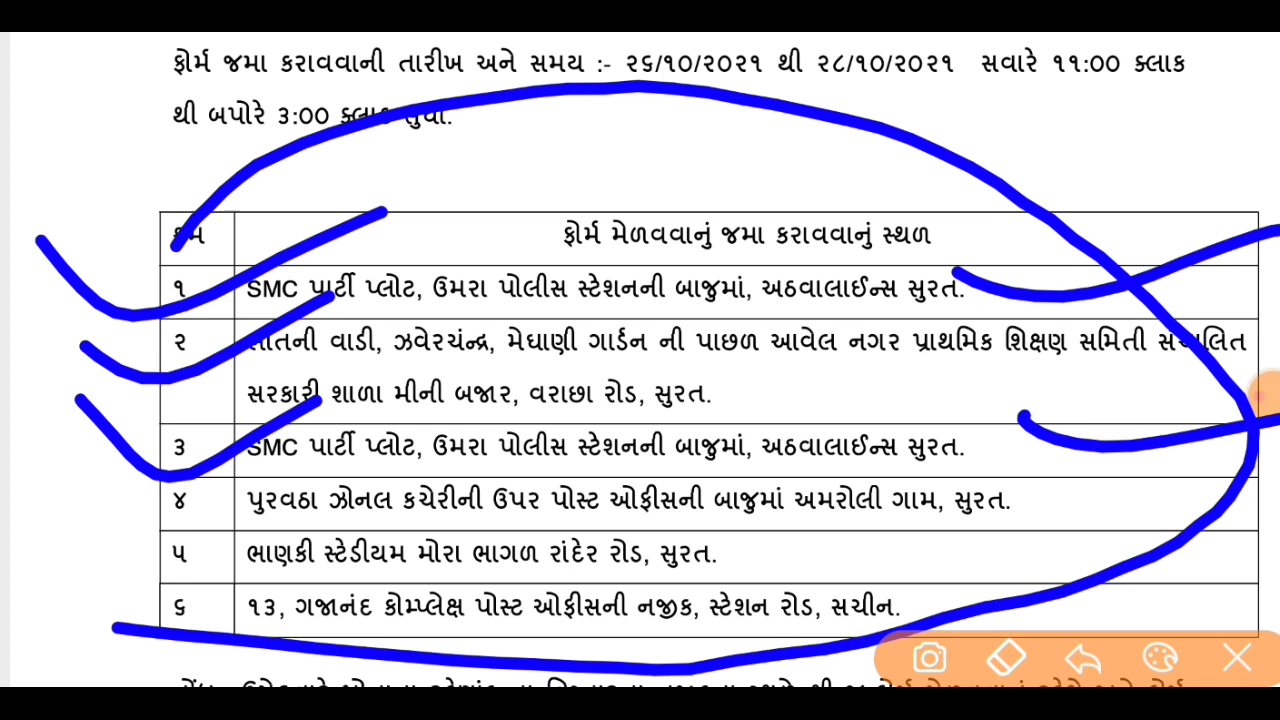 ફોર્મ જમા કરાવવાની તારીખ અને સમય :- ૨૬/૧૦/૨૦૨૧ થી ૨૮/૧૦/૨૦૨૧ સવારે ૧૧:૦૦ ક્લાક
થી બપોરે ૩:૦૦ ક્લાક સુધી.
ક્રમ ફોર્મ મેળવવાનું જમા કરાવવાનું સ્થળ
૧ SMC પાર્ટી પ્લોટ, ઉમરા પોલીસ સ્ટેશનની બાજુમાં, અઠવાલાઈન્સ સુરત.
૨ વાડી, ઝવેરચંન્દ્ર, મેઘાણી ગાર્ડન ની પાછળ આવેલ નગર પ્રાથમિક શિક્ષણ સમિતી સંચાલિત
સરકારી શાળા મીની બજાર, વરાછા રોડ, સુરત.
૩ SMC પાર્ટી પ્લોટ, ઉમરા પોલીસ સ્ટેશનની બાજુમાં, અઠવાલાઈન્સ સુરત.
૪ પુરવઠા ઝોનલ કચેરીની ઉપર પોસ્ટ ઓફીસની બાજુમાં અમરોલી ગામ, સુરત.
૫ ભાણકી સ્ટેડીયમ મોરા ભાગળ રાંદેર રોડ, સુરત.
૬ ૧૩, ગજાનંદ કોમ્પ્લેક્ષ પોસ્ટ ઓફીસની નજીક, સ્ટેશન રોડ, સચીન.